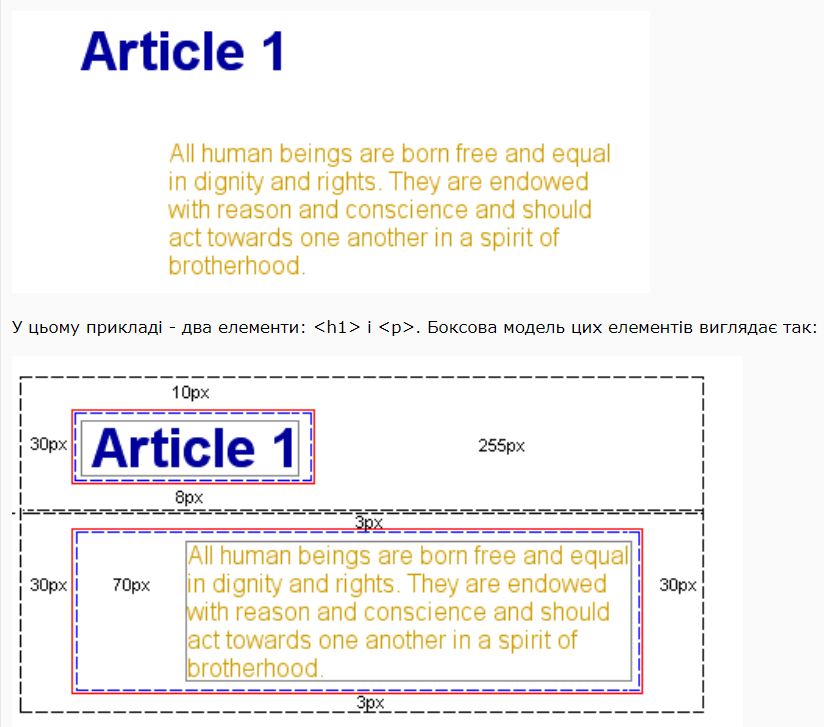 Article 1
All human beings are born free and equal
in dignity and rights. They are endowed
with reason and conscience and should
act towards one another in a spirit of
brotherhood.
У цьому прикладі - два елементи: <h1> і <p>. Боксова модель цих елементів виглядає так:
10px
30px
Article 1
255px
8px
3px
All human beings are born free and equal
30px
70px
in dignity and rights. They are endowed
30px
with reason and conscience and should
act towards one another in a spirit of
brotherhood.
3px